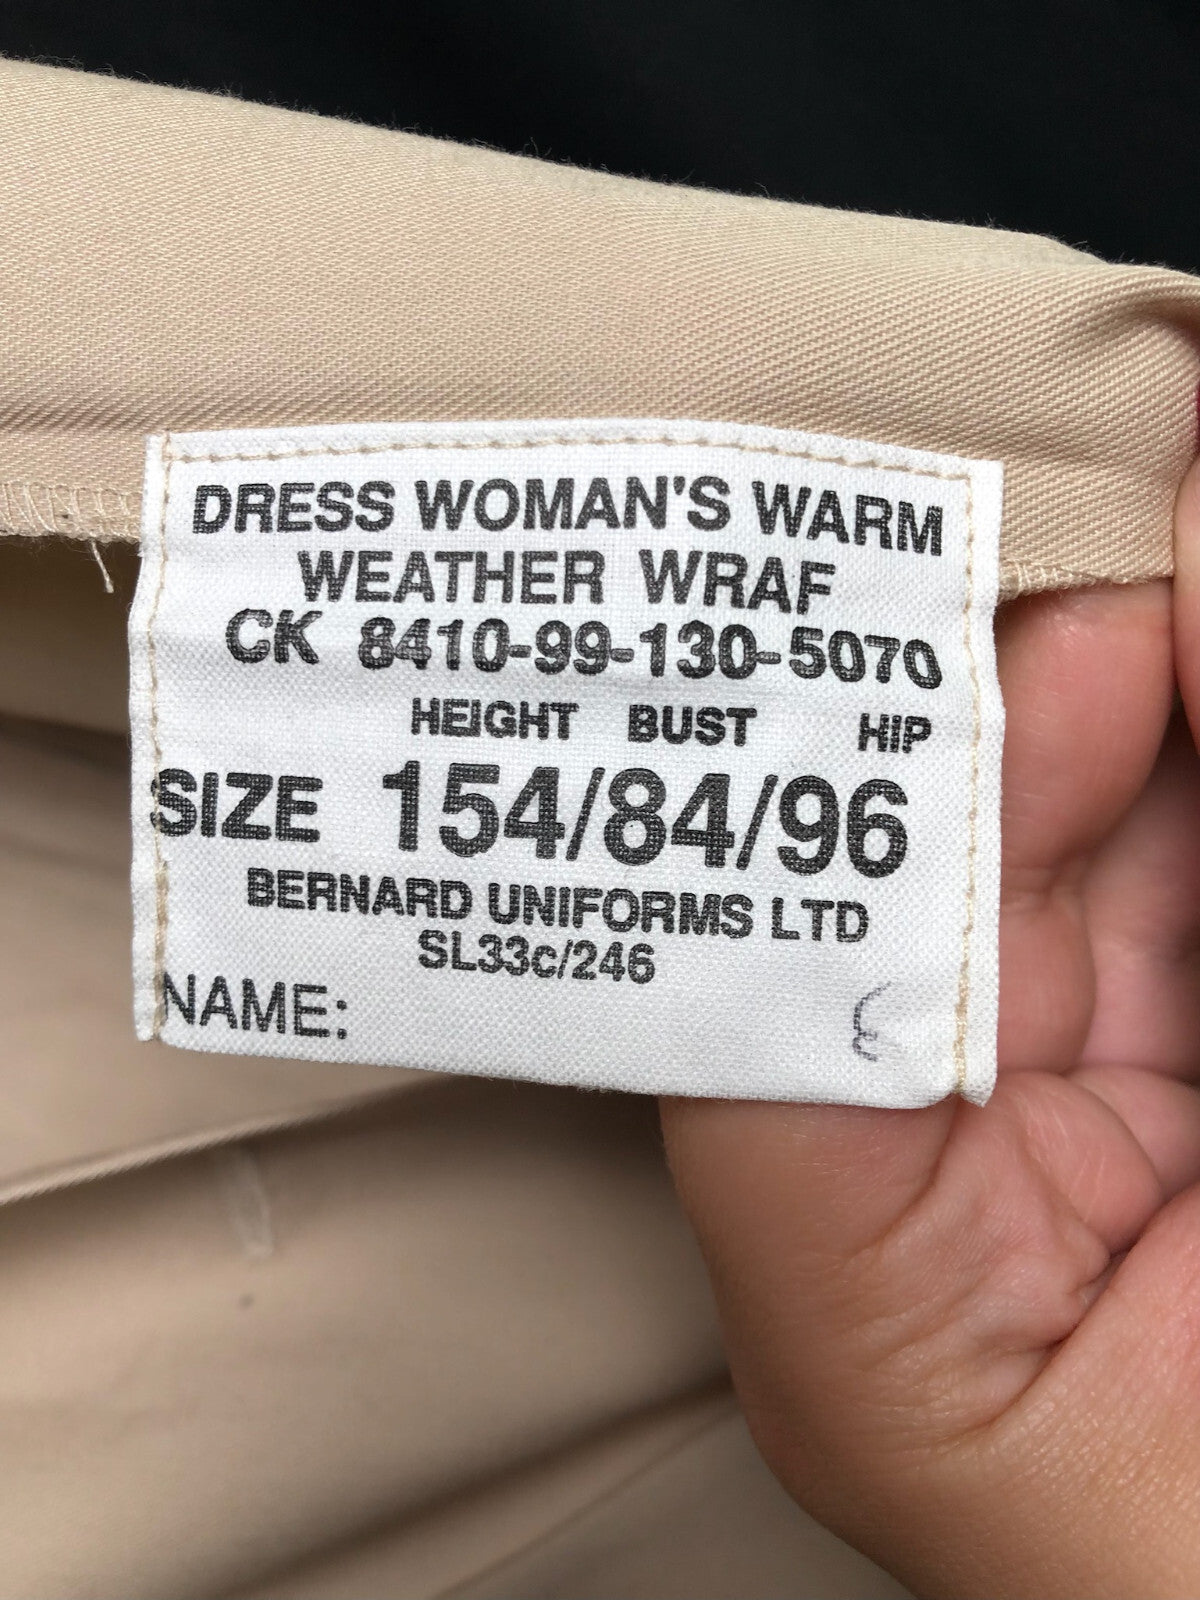 DRESS WOMAN'S WARM
WEATHER WRAF
CK 8410-99-130-5070
HEIGHT BUST HIP
SIZE 154/84/96
BERNARD UNIFORMS LTD
SL33c/246
NAME: